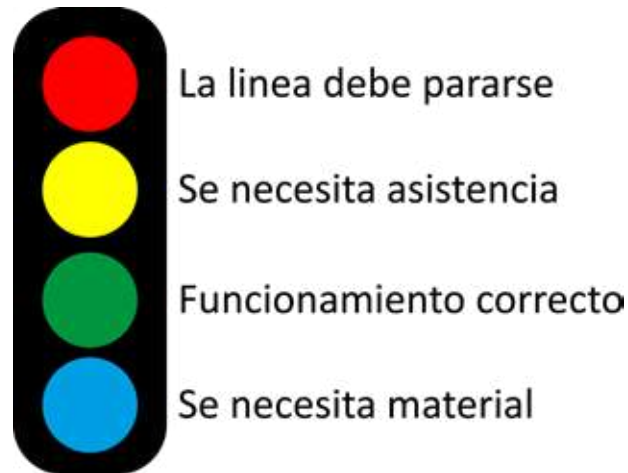 La linea debe pararse
Se necesita asistencia
Funcionamiento correcto
Se necesita material